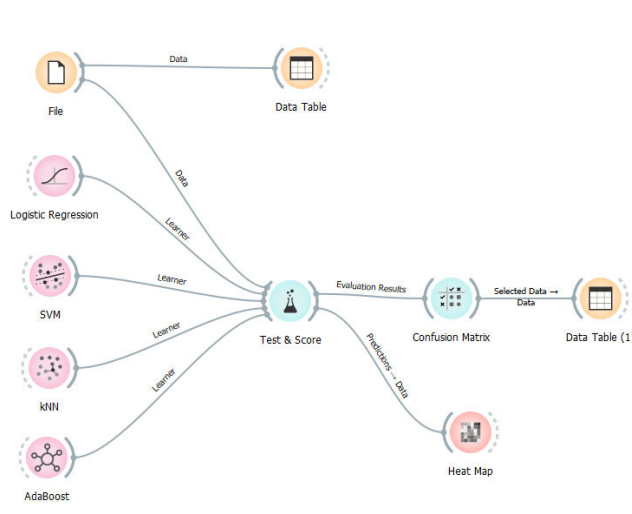 Data
File
Data Table
Data
Logistic Regression
Learner
Learner
SVM
Evaluation Results
Selected Data →
Data
Test & Score
Confusion Matrix
Data Table (1
Learner
Predictions → Data
kNN
Learner
Heat Map
AdaBoost